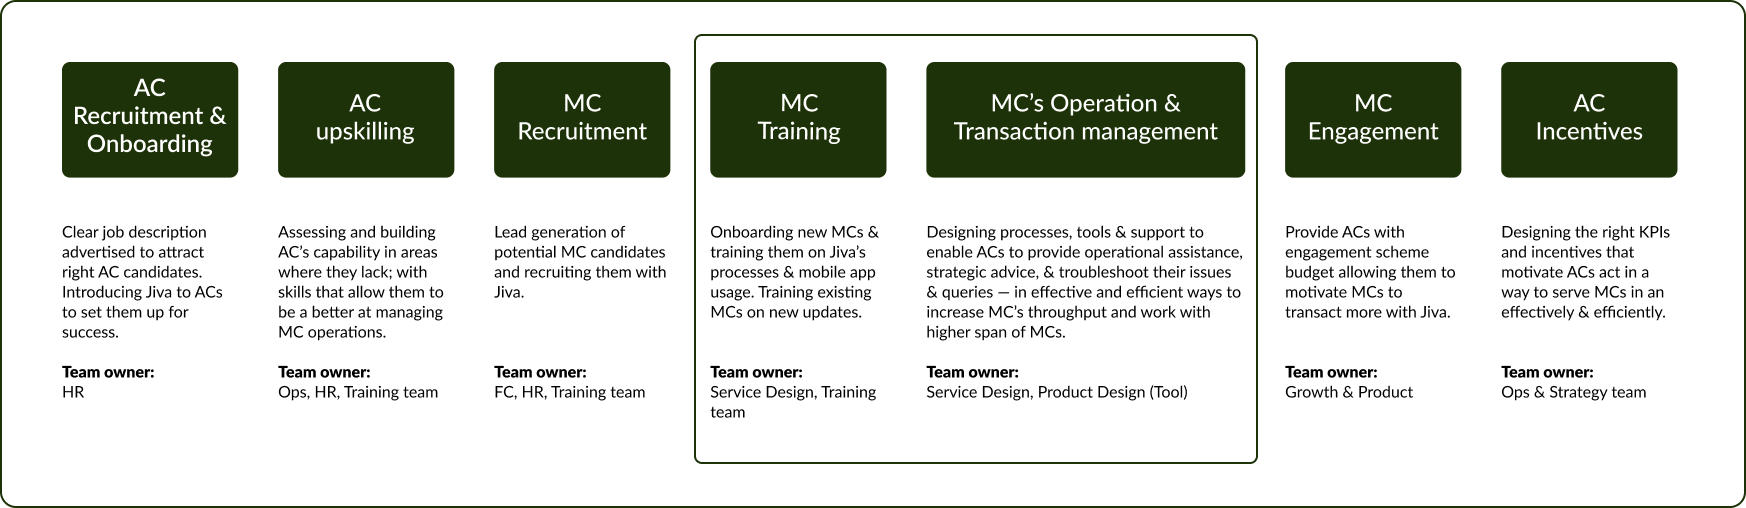 AC
Recruitment &
Onboarding
AC
upskilling
MC
Recruitment
MC
Training
MC’s Operation &
Transaction management
MC
Engagement
AC
Incentives
Clear job description
advertised to attract
right AC candidates.
Introducing Jiva to ACs
to set them up for
success.
Team owner:
HR
Assessing and building
AC’s capability in areas
where they lack; with
skills that allow them to
be a better at managing
MC operations.
Team owner:
Ops, HR, Training team
Lead generation of
potential MC candidates
and recruiting them with
Jiva.
Team owner:
FC, HR, Training team
Onboarding new MCs &
training them on Jiva’s
processes & mobile app
usage. Training existing
MCs on new updates.
Team owner:
Service Design, Training
team
Designing processes, tools & support to
enable ACs to provide operational assistance,
strategic advice, & troubleshoot their issues
& queries — in effective and efficient ways to
increase MC’s throughput and work with
higher span of MCs.
Team owner:
Service Design, Product Design (Tool)
Provide ACs with
engagement scheme
budget allowing them to
motivate MCs to
transact more with Jiva.
Team owner:
Growth & Product
Designing the right KPIs
and incentives that
motivate ACs act in a
way to serve MCs in an
effectively & efficiently.
Team owner:
Ops & Strategy team